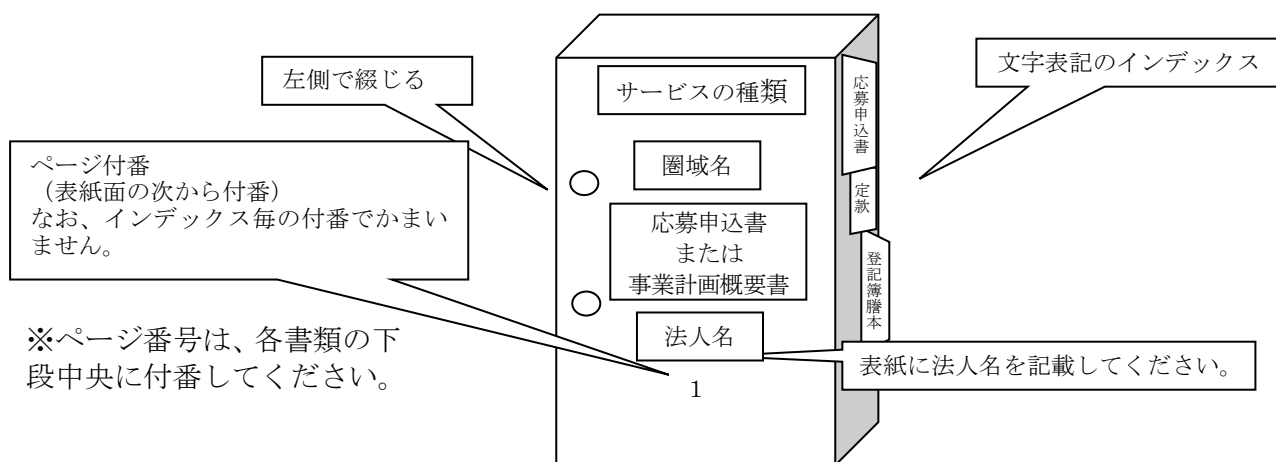 左側で綴じる
サービスの種類
文字表記のインデックス
応募申込書
ページ付番
(表紙面の次から付番)
なお、インデックス毎の付番でかまい
ません。
圏域名
定款
応募申込書
または
事業計画概要書
登記簿謄本
法人名
※ページ番号は、各書類の下
段中央に付番してください。
表紙に法人名を記載してください。
1